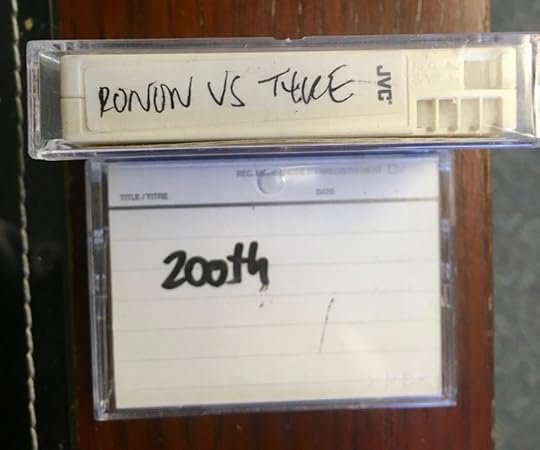 RONON VS TYRE
JVC
TITLE / TITRE
DATE
200th